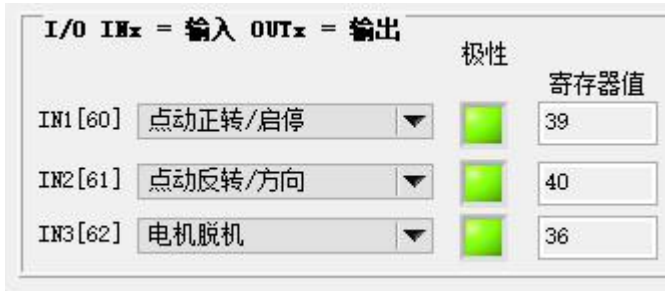 I/O INx = 输入 OUTx = 输出
极性
寄存器值
IN1[60] 点动正转/启停 39
IN2[61] 点动反转/方向 40
IN3[62] 电机脱机 36